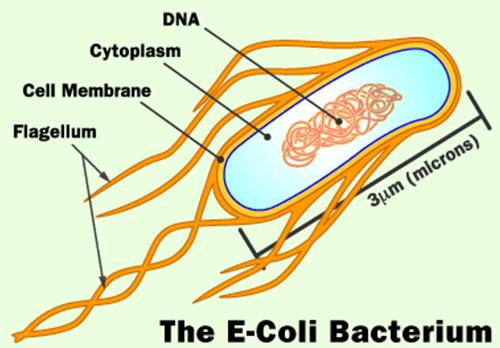 DNA
Cytoplasm
Cell Membrane
Flagellum
3µm (microns)
The E-Coli Bacterium